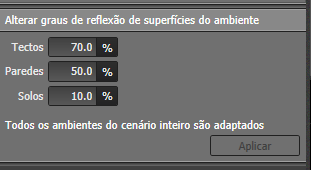 Alterar graus de reflexão de superfícies do ambiente
Tectos 70.0 %
Paredes 50.0 %
Solos 10.0 %
Todos os ambientes do cenário inteiro são adaptados
Aplicar